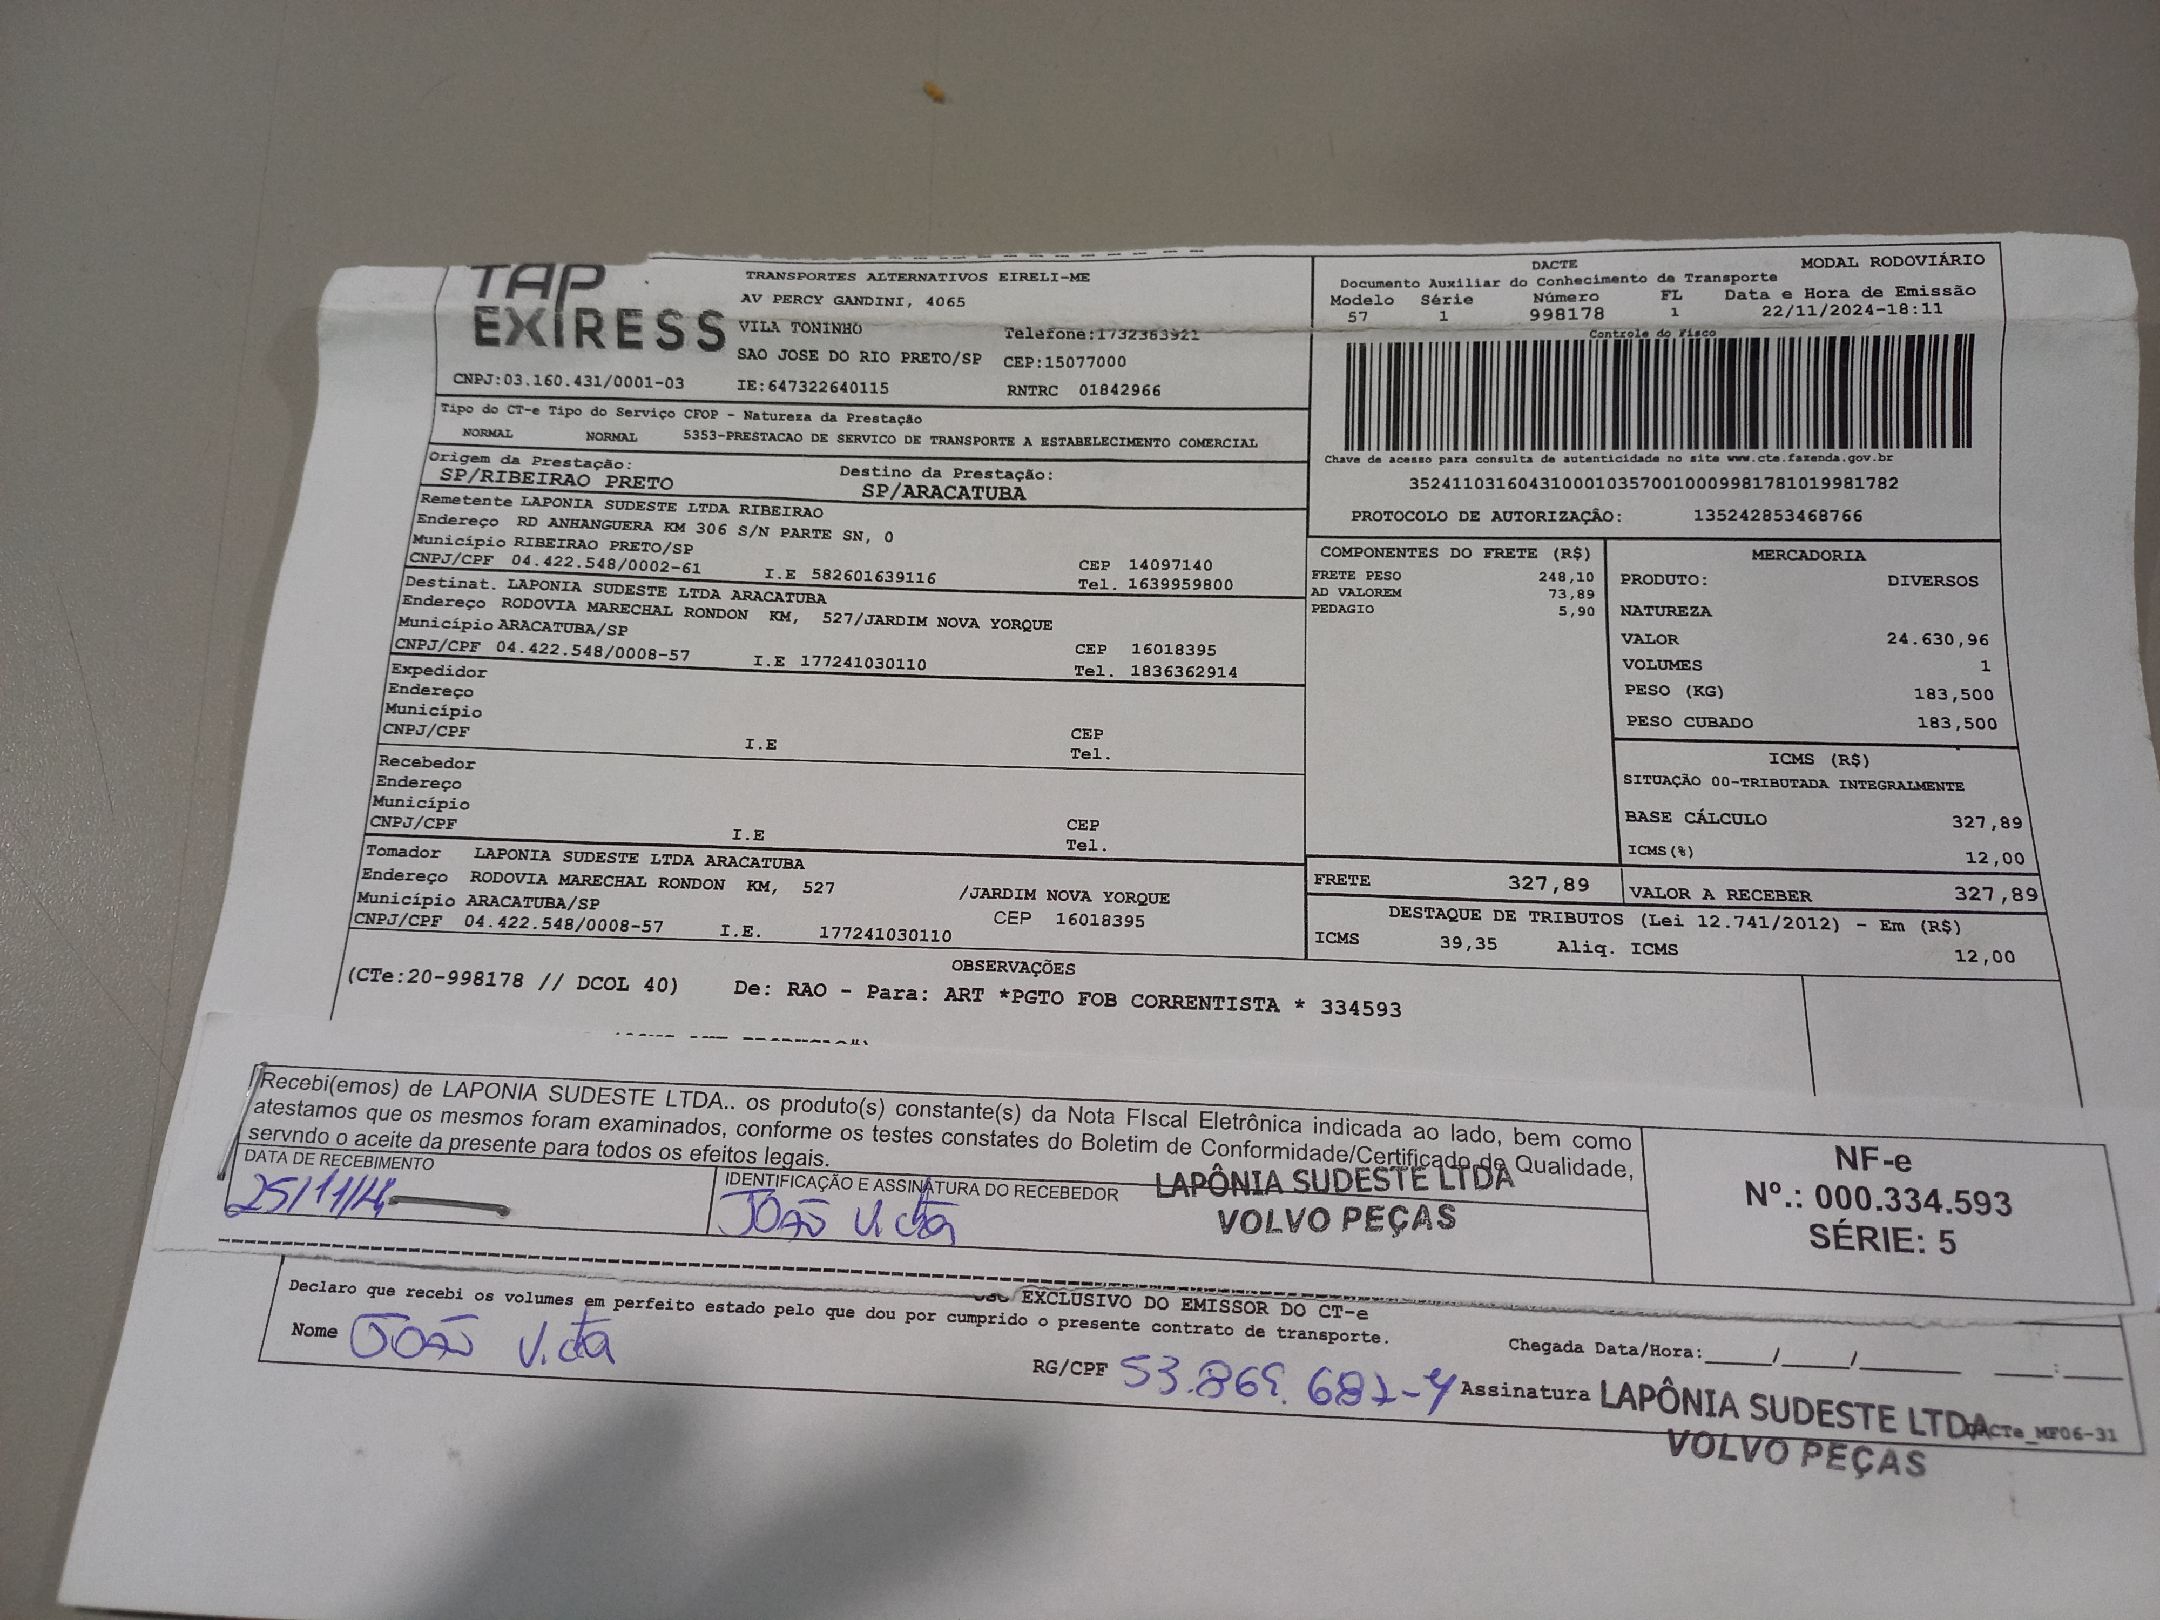 TAP
EXIRESS
CNPJ:03.160.431/0001-03
TRANSPORTES ALTERNATIVOS EIRELI-ME
AV PERCY GANDINI, 4065
VILA TONINHO
Telefone:1732363921
SAO JOSE DO RIO PRETO/SP CEP:15077000
IE:647322640115 RNTRC 01842966
DACTE MODAL RODOVIÁRIO
Documento Auxiliar do Conhecimento de Transporte
Modelo Série Número FL Data e Hora de Emissão
57 1 998178 1 22/11/2024-18:11
Controle do Fisco
Chave de acesso para consulta de autenticidade no site www.cte.fazenda.gov.br
35241103160431000103570010009981781019981782
PROTOCOLO DE AUTORIZAÇÃO: 135242853468766
Tipo do CT-e Tipo do Serviço CFOP - Natureza da Prestação
NORMAL NORMAL 5353-PRESTACAO DE SERVICO DE TRANSPORTE A ESTABELECIMENTO COMERCIAL
Origem da Prestação: Destino da Prestação:
SP/RIBEIRAO PRETO SP/ARACATUBA
Remetente LAPONIA SUDESTE LTDA RIBEIRAO
Endereço RD ANHANGUERA KM 306 S/N PARTE SN, 0
Município RIBEIRAO PRETO/SP CEP 14097140
CNPJ/CPF 04.422.548/0002-61 I.E 582601639116 Tel. 1639959800
Destinat. LAPONIA SUDESTE LTDA ARACATUBA
Endereço RODOVIA MARECHAL RONDON KM, 527/JARDIM NOVA YORQUE
Município ARACATUBA/SP CEP 16018395
CNPJ/CPF 04.422.548/0008-57 I.E 177241030110 Tel. 1836362914
Expedidor
Endereço
Município CEP
CNPJ/CPF I.E Tel.
Recebedor
Endereço
Município CEP
CNPJ/CPF I.E Tel.
Tomador LAPONIA SUDESTE LTDA ARACATUBA
Endereço RODOVIA MARECHAL RONDON KM, 527 /JARDIM NOVA YORQUE
Município ARACATUBA/SP CEP 16018395
CNPJ/CPF 04.422.548/0008-57 I.E. 177241030110
COMPONENTES DO FRETE (R$)
FRETE PESO 248,10
AD VALOREM 73,89
PEDAGIO 5,90
MERCADORIA
PRODUTO: DIVERSOS
NATUREZA
VALOR 24.630,96
VOLUMES 1
PESO (KG) 183,500
PESO CUBADO 183,500
ICMS (R$)
SITUAÇÃO 00-TRIBUTADA INTEGRALMENTE
BASE CÁLCULO 327,89
ICMS(%) 12,00
FRETE 327,89 VALOR A RECEBER 327,89
DESTAQUE DE TRIBUTOS (Lei 12.741/2012) - Em (R$)
ICMS 39,35 Aliq. ICMS 12,00
OBSERVAÇÕES
(CTe:20-998178 // DCOL 40) De: RAO - Para: ART *PGTO FOB CORRENTISTA * 334593
Recebi(emos) de LAPONIA SUDESTE LTDA.. os produto(s) constante(s) da Nota FIscal Eletrônica indicada ao lado, bem como
atestamos que os mesmos foram examinados, conforme os testes constates do Boletim de Conformidade/Certificado de Qualidade,
servndo o aceite da presente para todos os efeitos legais.
DATA DE RECEBIMENTO
25/11/24
IDENTIFICAÇÃO E ASSINATURA DO RECEBEDOR
LAPÔNIA SUDESTE LTDA
VOLVO PEÇAS
NF-e
Nº.: 000.334.593
SÉRIE: 5
EXCLUSIVO DO EMISSOR DO CT-e
Declaro que recebi os volumes em perfeito estado pelo que dou por cumprido o presente contrato de transporte.
Nome JOÃO
RG/CPF
Chegada Data/Hora: / / :
Assinatura LAPÔNIA SUDESTE LTDA
VOLVO PEÇAS
DACTe_MF06-31